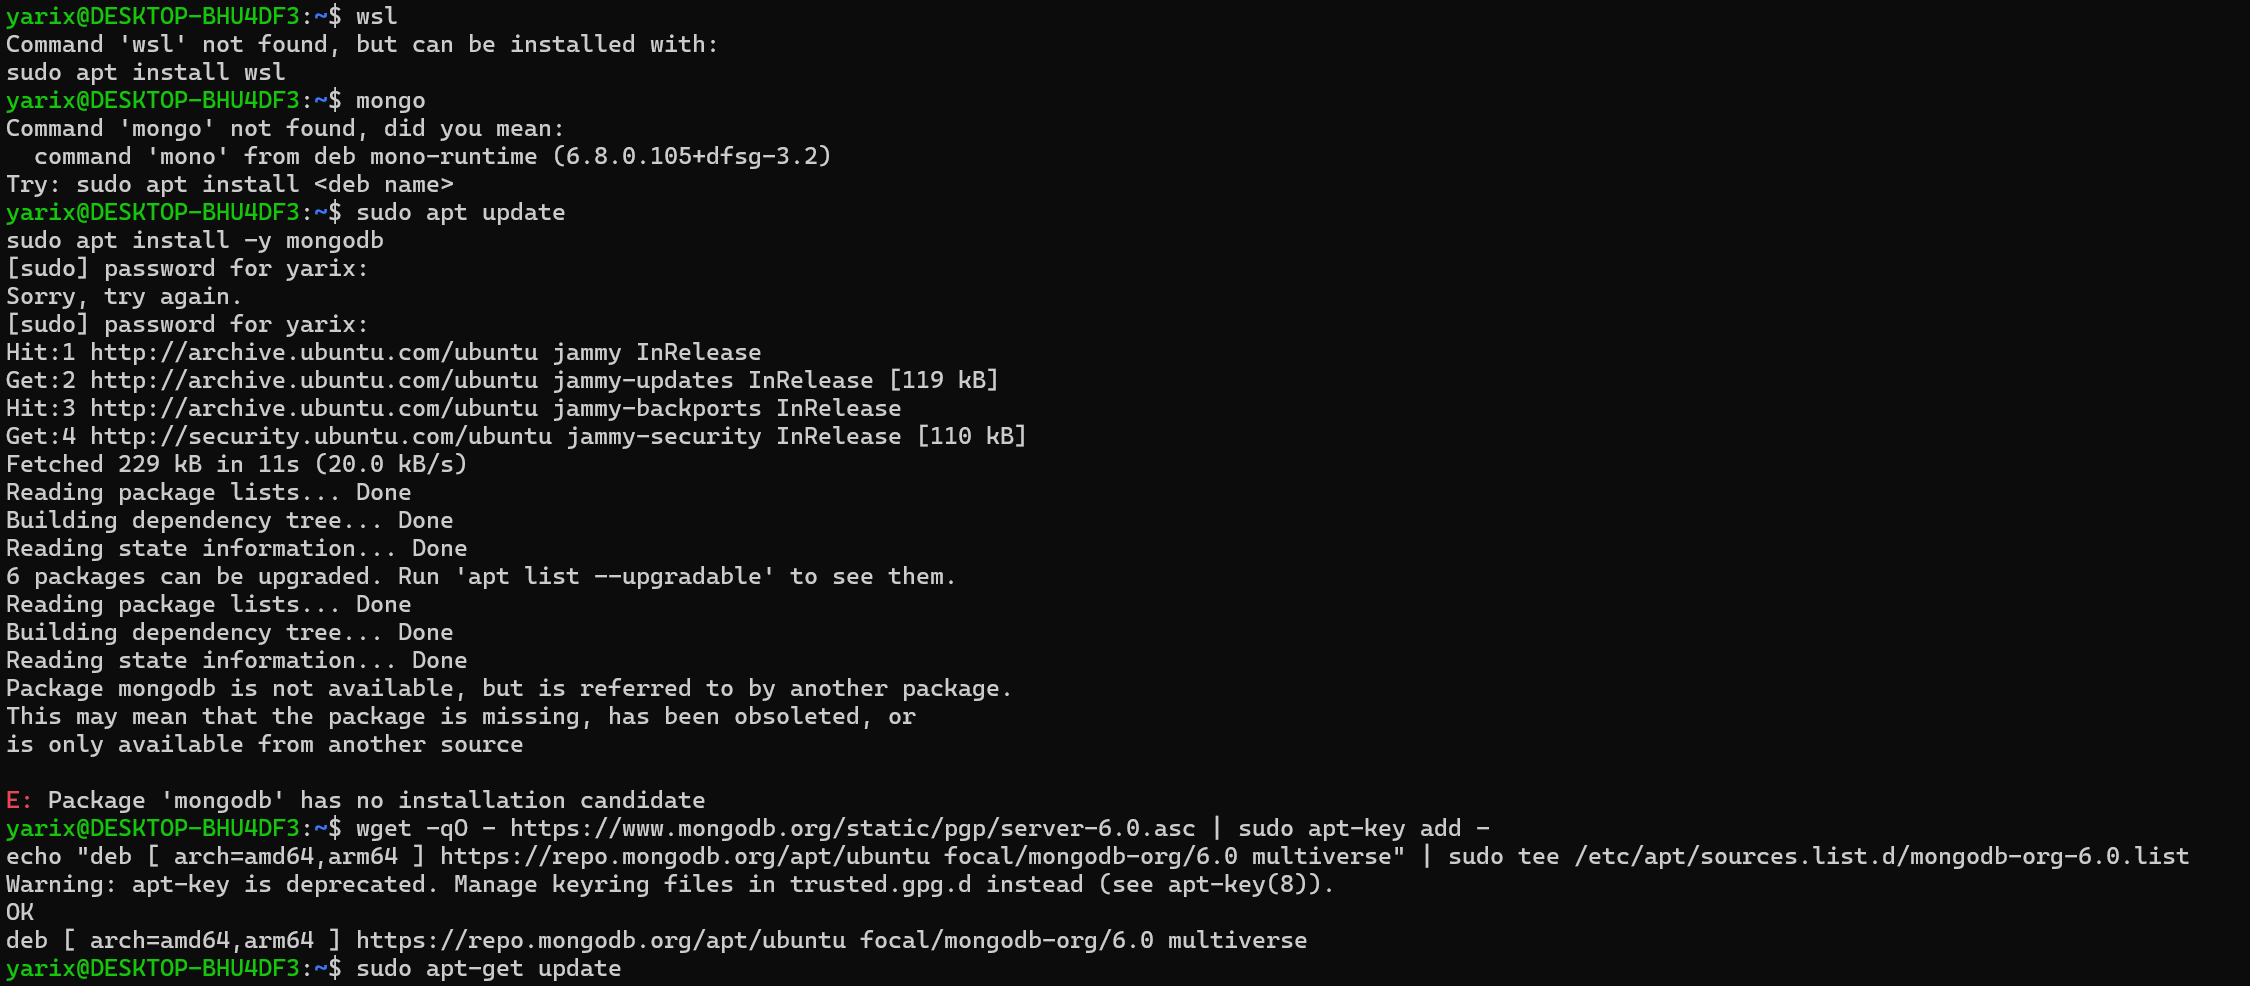 yarix@DESKTOP-BHU4DF3:~$ wsl
Command 'wsl' not found, but can be installed with:
sudo apt install wsl
yarix@DESKTOP-BHU4DF3:~$ mongo
Command 'mongo' not found, did you mean:
  command 'mono' from deb mono-runtime (6.8.0.105+dfsg-3.2)
Try: sudo apt install <deb name>
yarix@DESKTOP-BHU4DF3:~$ sudo apt update
sudo apt install -y mongodb
[sudo] password for yarix:
Sorry, try again.
[sudo] password for yarix:
Hit:1 http://archive.ubuntu.com/ubuntu jammy InRelease
Get:2 http://archive.ubuntu.com/ubuntu jammy-updates InRelease [119 kB]
Hit:3 http://archive.ubuntu.com/ubuntu jammy-backports InRelease
Get:4 http://security.ubuntu.com/ubuntu jammy-security InRelease [110 kB]
Fetched 229 kB in 11s (20.0 kB/s)
Reading package lists... Done
Building dependency tree... Done
Reading state information... Done
6 packages can be upgraded. Run 'apt list --upgradable' to see them.
Reading package lists... Done
Building dependency tree... Done
Reading state information... Done
Package mongodb is not available, but is referred to by another package.
This may mean that the package is missing, has been obsoleted, or
is only available from another source

E: Package 'mongodb' has no installation candidate
yarix@DESKTOP-BHU4DF3:~$ wget -qO - https://www.mongodb.org/static/pgp/server-6.0.asc | sudo apt-key add -
echo "deb [ arch=amd64,arm64 ] https://repo.mongodb.org/apt/ubuntu focal/mongodb-org/6.0 multiverse" | sudo tee /etc/apt/sources.list.d/mongodb-org-6.0.list
Warning: apt-key is deprecated. Manage keyring files in trusted.gpg.d instead (see apt-key(8)).
OK
deb [ arch=amd64,arm64 ] https://repo.mongodb.org/apt/ubuntu focal/mongodb-org/6.0 multiverse
yarix@DESKTOP-BHU4DF3:~$ sudo apt-get update